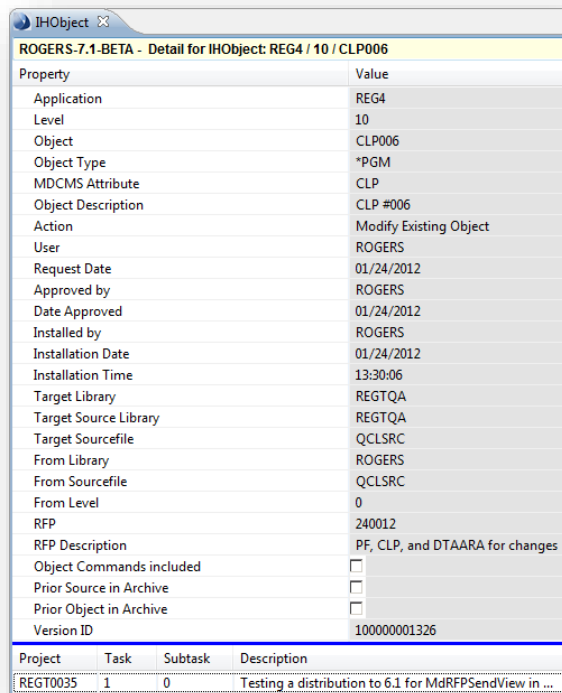 IHObject
ROGERS-7.1-BETA - Detail for IHObject: REG4 / 10 / CLP006
Property Value
Application REG4
Level 10
Object CLP006
Object Type *PGM
MDCMS Attribute CLP
Object Description CLP #006
Action Modify Existing Object
User ROGERS
Request Date 01/24/2012
Approved by ROGERS
Date Approved 01/24/2012
Installed by ROGERS
Installation Date 01/24/2012
Installation Time 13:30:06
Target Library REGTQA
Target Source Library REGTQA
Target Sourcefile QCLSRC
From Library ROGERS
From Sourcefile QCLSRC
From Level 0
RFP 240012
RFP Description PF, CLP, and DTAARA for changes
Object Commands included
Prior Source in Archive
Prior Object in Archive
Version ID 100000001326
Project Task Subtask Description
REGT0035 1 0 Testing a distribution to 6.1 for MdRFPSendView in ...